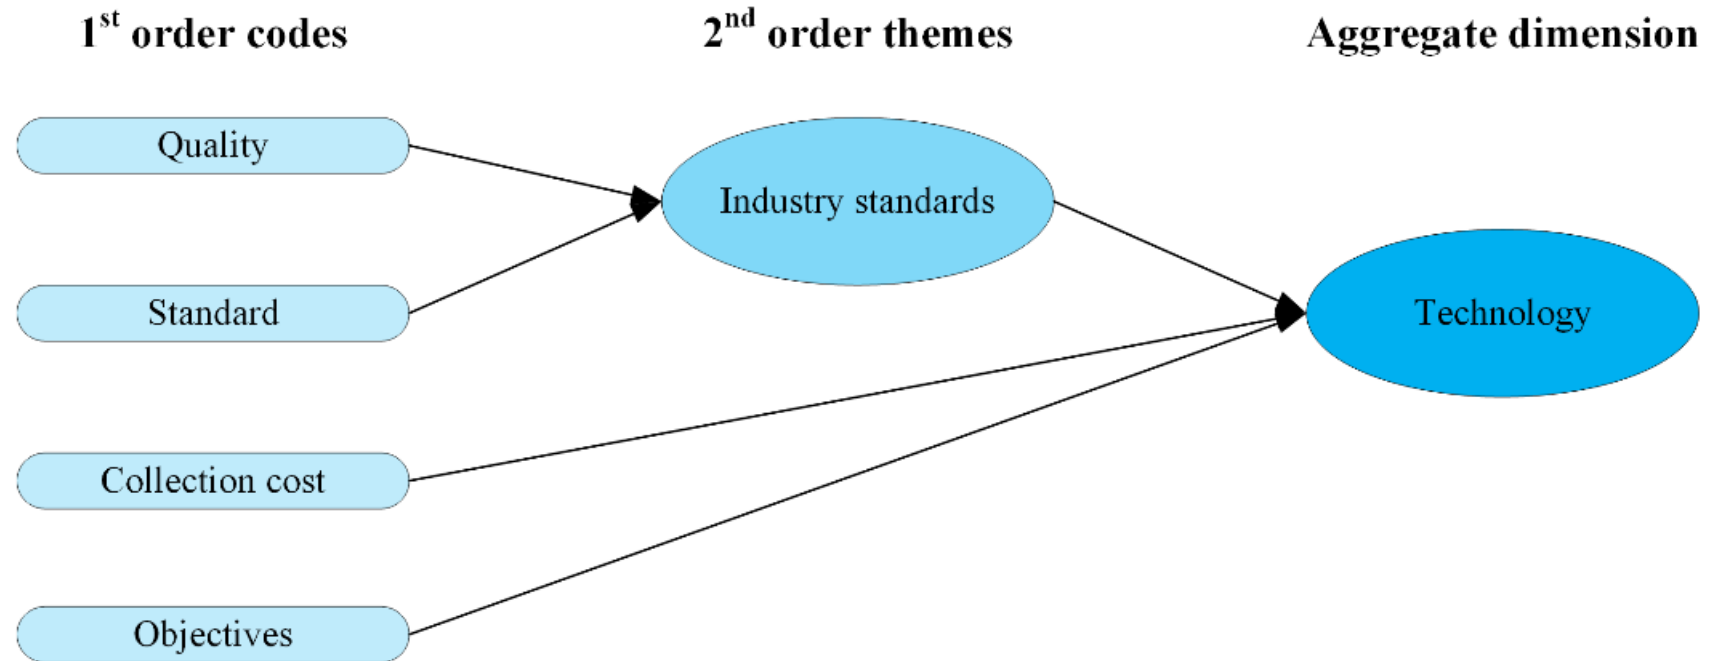 1st order codes
2nd order themes
Aggregate dimension
Quality
Industry standards
Standard
Technology
Collection cost
Objectives